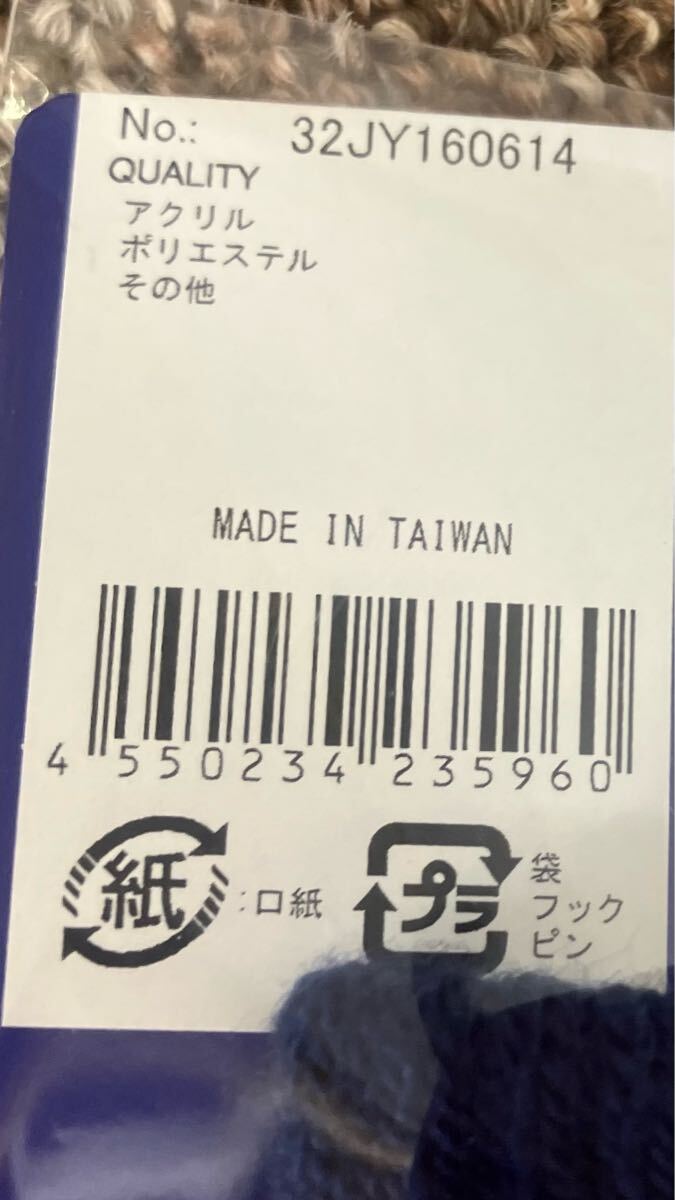 No.: 32JY160614
QUALITY
アクリル
ポリエステル
その他
MADE IN TAIWAN
4 550234 235960
紙 :口紙
プラ 袋
フック
ピン